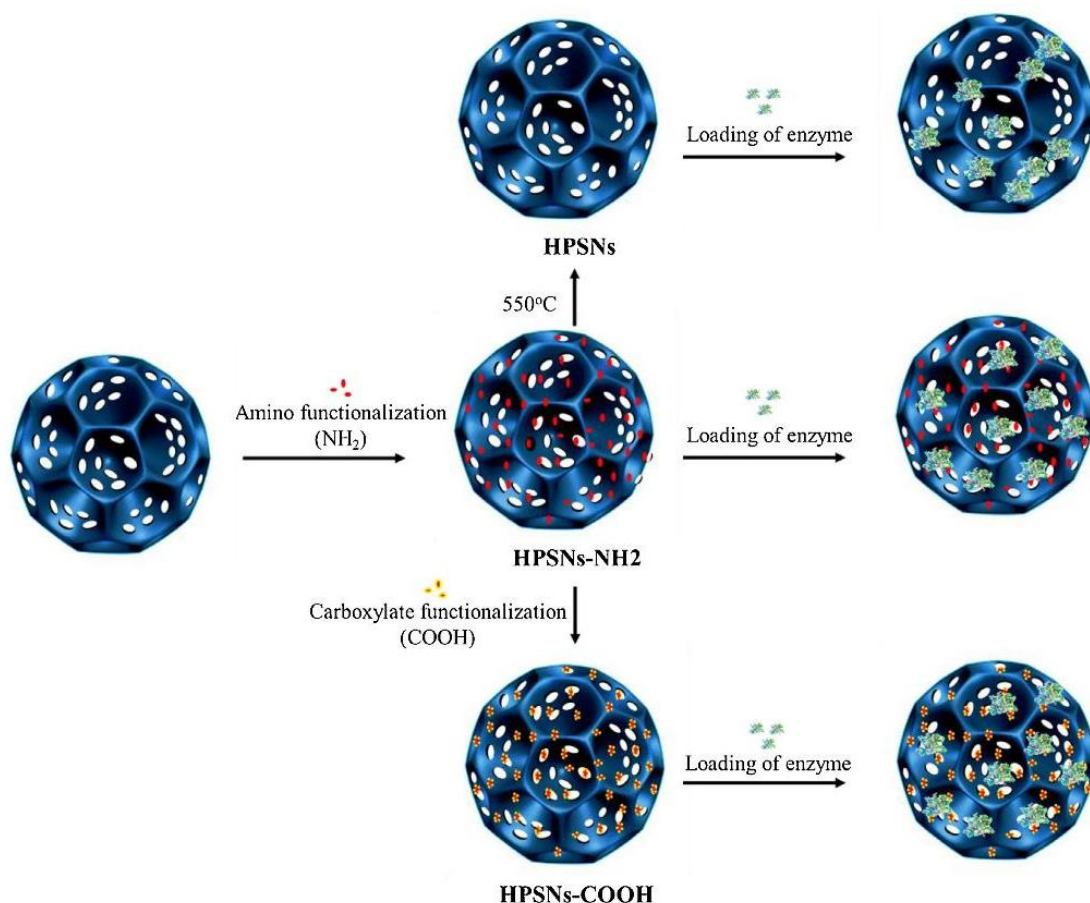 Loading of enzyme
HPSNs
550°C
Amino functionalization
(NH₂)
Loading of enzyme
HPSNs-NH2
Carboxylate functionalization
(COOH)
Loading of enzyme
HPSNs-COOH